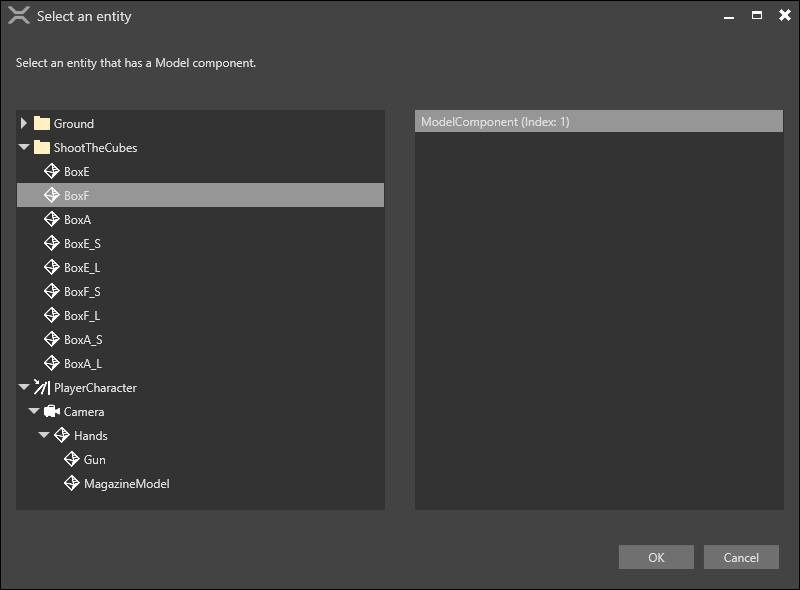 Select an entity
Select an entity that has a Model component.
Ground
ShootTheCubes
BoxE
BoxF
BoxA
BoxE_S
BoxE_L
BoxF_S
BoxF_L
BoxA_S
BoxA_L
PlayerCharacter
Camera
Hands
Gun
MagazineModel
ModelComponent (Index: 1)
OK
Cancel